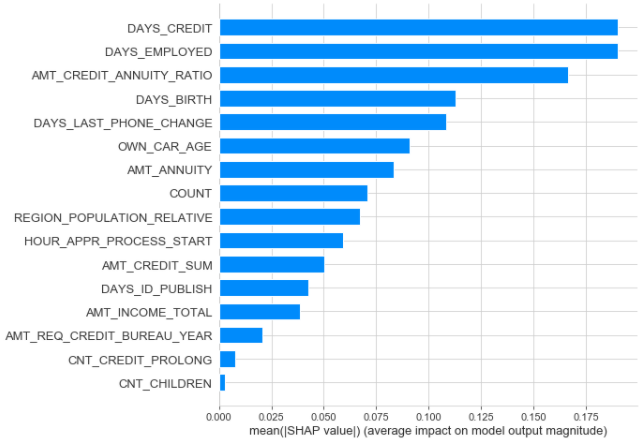 DAYS_CREDIT
DAYS_EMPLOYED
AMT_CREDIT_ANNUITY_RATIO
DAYS_BIRTH
DAYS_LAST_PHONE_CHANGE
OWN_CAR_AGE
AMT_ANNUITY
COUNT
REGION_POPULATION_RELATIVE
HOUR_APPR_PROCESS_START
AMT_CREDIT_SUM
DAYS_ID_PUBLISH
AMT_INCOME_TOTAL
AMT_REQ_CREDIT_BUREAU_YEAR
CNT_CREDIT_PROLONG
CNT_CHILDREN
0.000 0.025 0.050 0.075 0.100 0.125 0.150 0.175
mean(|SHAP value|) (average impact on model output magnitude)